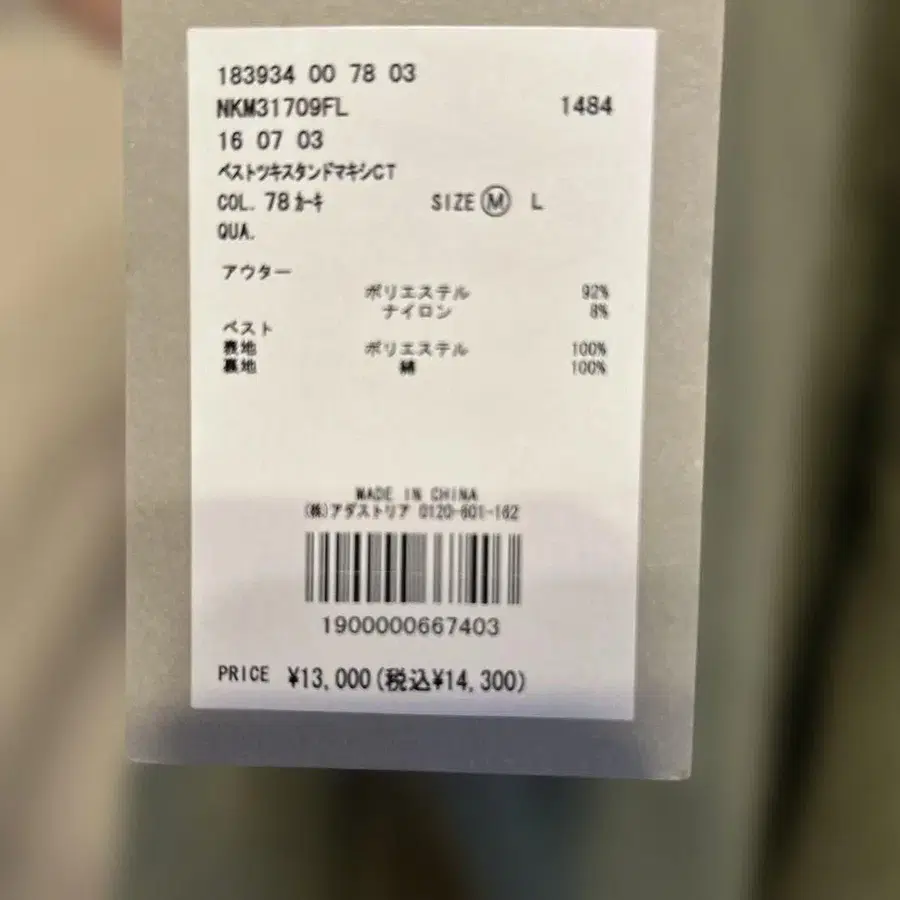 183934 00 78 03
NKM31709FL 1484
16 07 03
ベストツキスタンドマキシCT
COL. 78 カーキ SIZE Ⓜ L
QUA.
アウター
ポリエステル 92%
ナイロン 8%
ベスト
表地 ポリエステル 100%
裏地 綿 100%
MADE IN CHINA
(株)アダストリア 0120-601-162
1900000667403
PRICE ¥13,000(税込¥14,300)